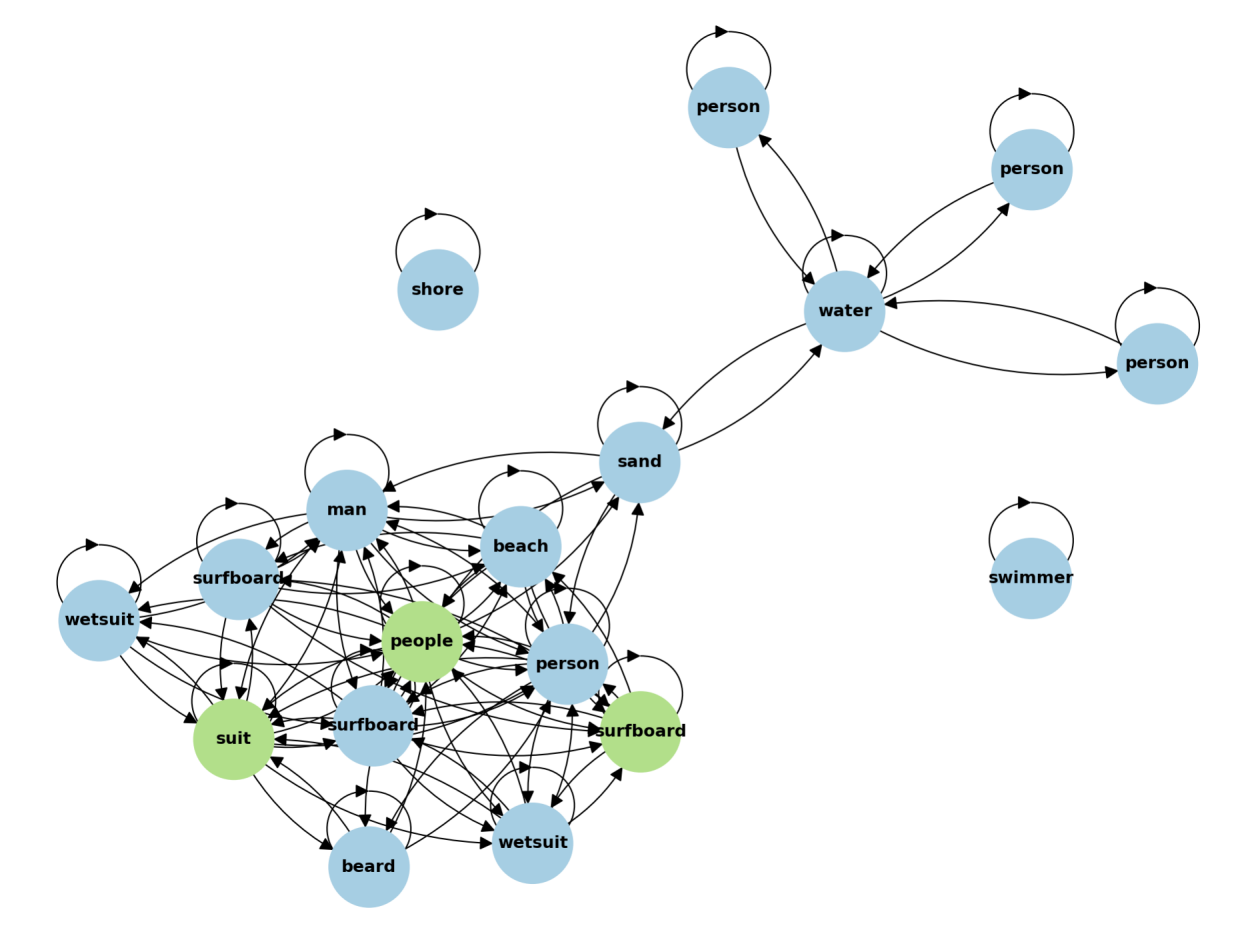 person
person
shore
water
person
sand
man
beach
surfboard
swimmer
wetsuit
people
person
surfboard
surfboard
suit
wetsuit
beard